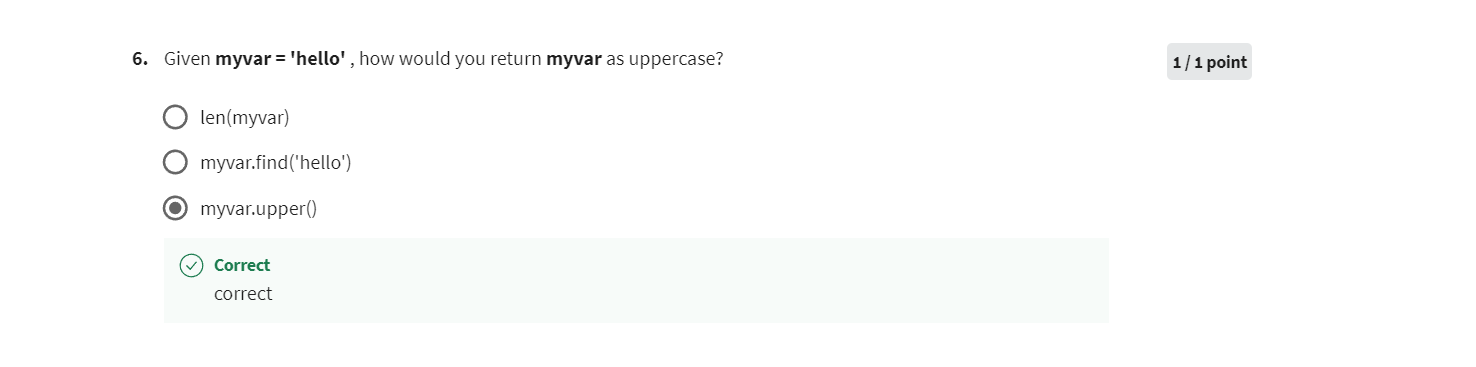 6. Given myvar = 'hello' , how would you return myvar as uppercase?
1 / 1 point
len(myvar)
myvar.find('hello')
myvar.upper()
Correct
correct